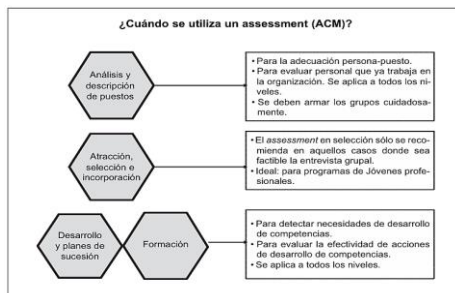 ¿Cuándo se utiliza un assessment (ACM)?
Análisis y
descripción
de puestos
• Para la adecuación persona-puesto.
• Para evaluar personal que ya trabaja en
la organización. Se aplica a todos los ni-
veles.
• Se deben armar los grupos cuidadosa-
mente.
Atracción,
selección e
incorporación
• El assessment en selección sólo se reco-
mienda en aquellos casos donde sea
factible la entrevista grupal.
• Ideal: para programas de Jóvenes profe-
sionales.
Desarrollo
y planes de
sucesión
Formación
• Para detectar necesidades de desarrollo
de competencias.
• Para evaluar la efectividad de acciones
de desarrollo de competencias.
• Se aplica a todos los niveles.